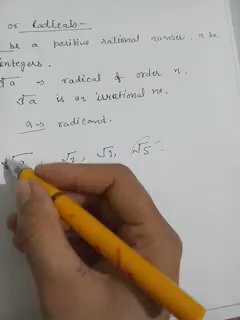 or Radicals -
be a positive rational number, n be
integers.
ⁿ√a → radical of order n.
ⁿ√a is an irrational no.
a → radicand.
√2, √3, √5